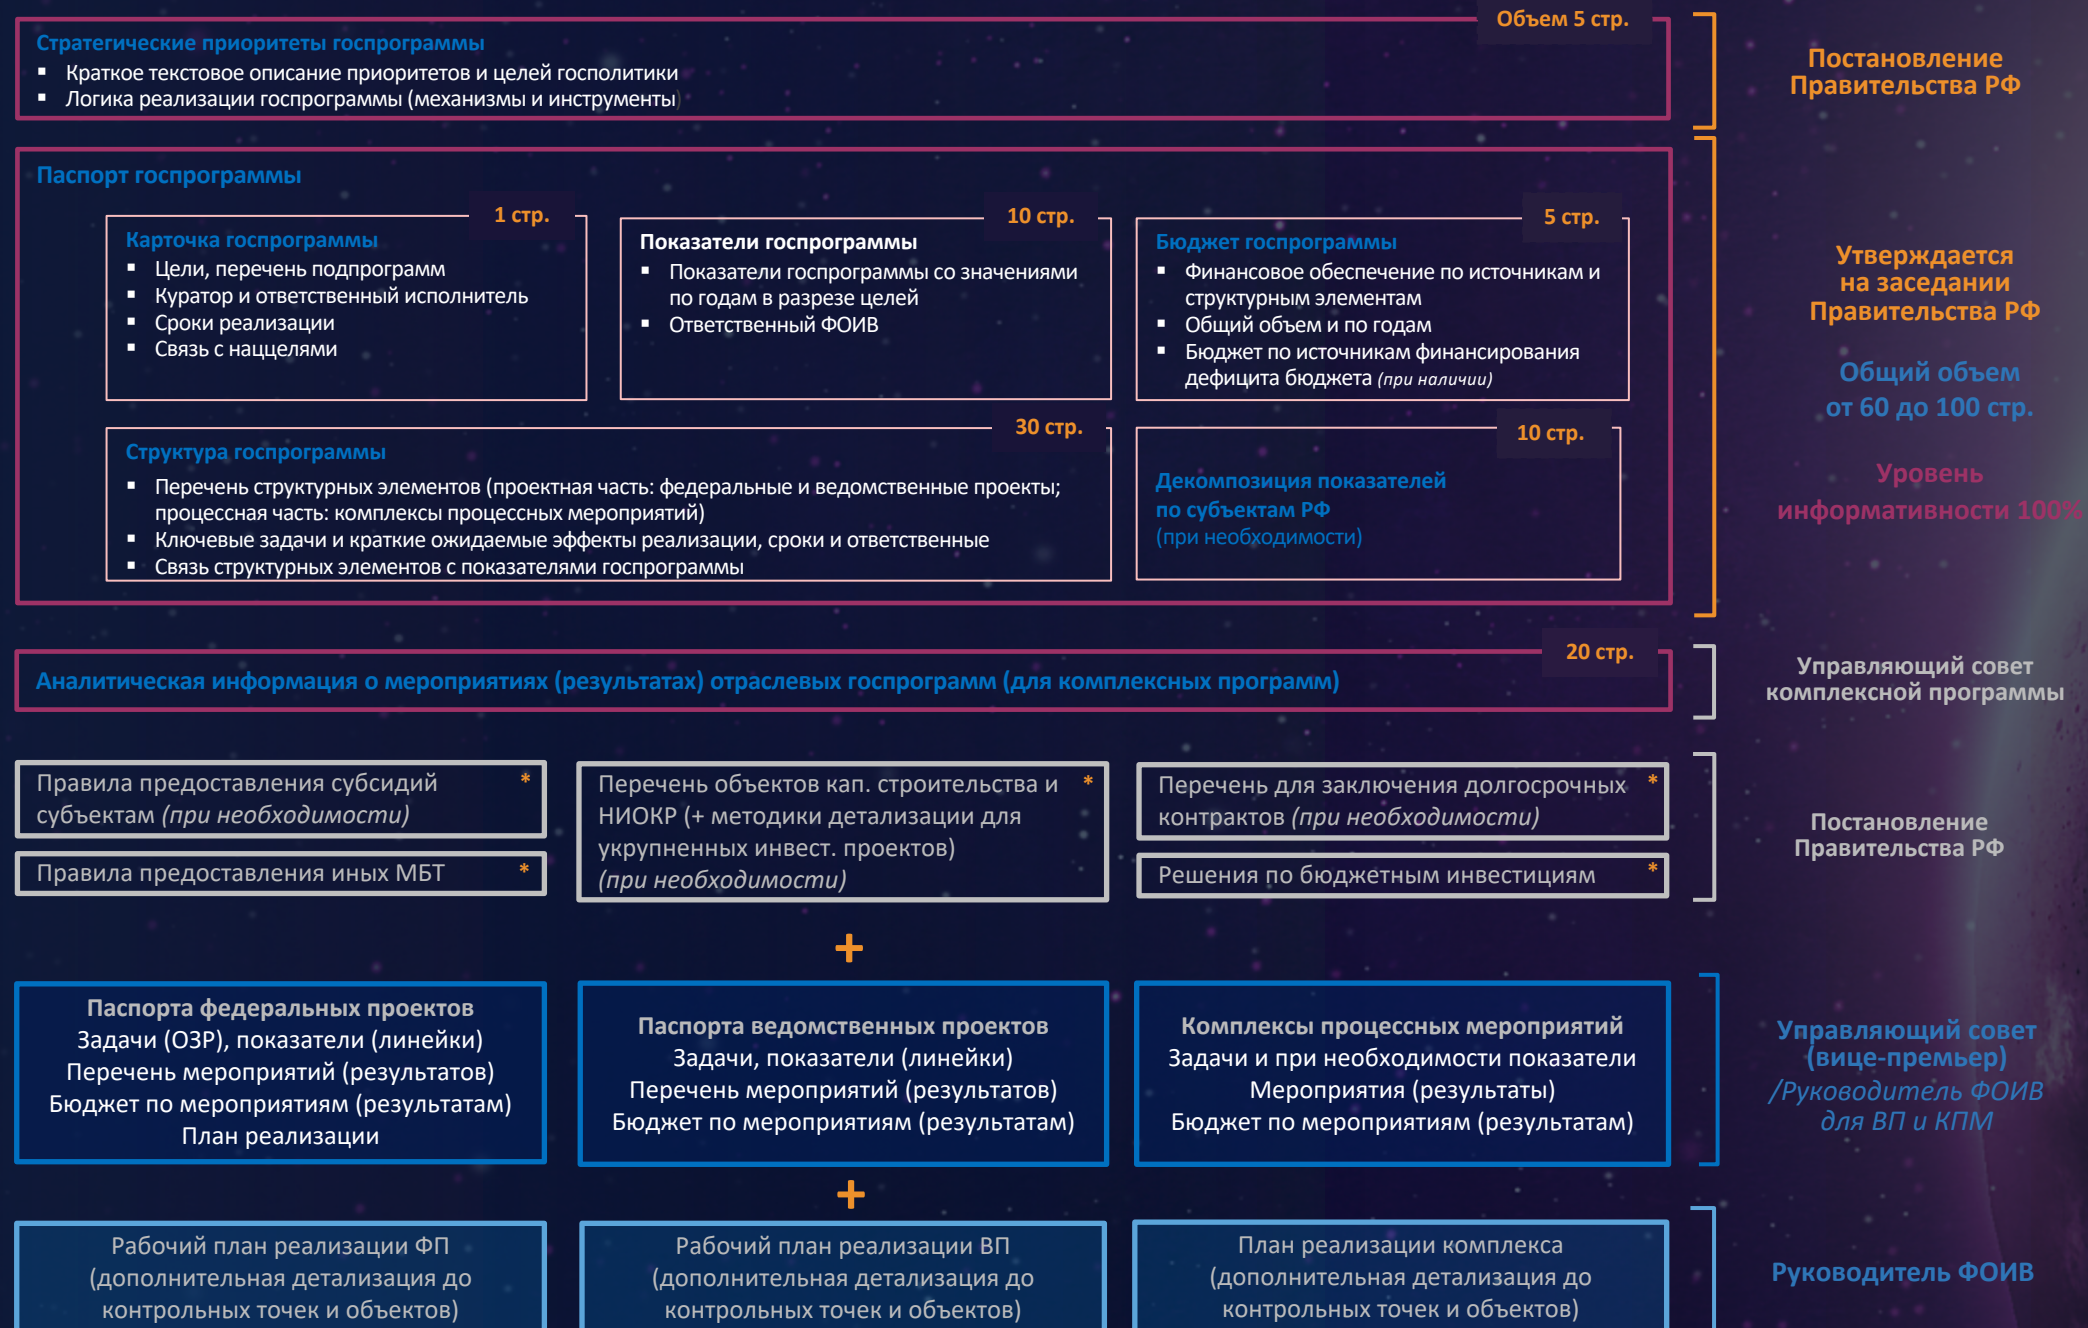 Объем 5 стр.
Стратегические приоритеты госпрограммы
▪ Краткое текстовое описание приоритетов и целей госполитики
▪ Логика реализации госпрограммы (механизмы и инструменты)
Постановление
Правительства РФ
Паспорт госпрограммы
1 стр.
Карточка госпрограммы
▪ Цели, перечень подпрограмм
▪ Куратор и ответственный исполнитель
▪ Сроки реализации
▪ Связь с наццелями
10 стр.
Показатели госпрограммы
▪ Показатели госпрограммы со значениями
по годам в разрезе целей
▪ Ответственный ФОИВ
5 стр.
Бюджет госпрограммы
▪ Финансовое обеспечение по источникам и
структурным элементам
▪ Общий объем и по годам
▪ Бюджет по источникам финансирования
дефицита бюджета (при наличии)
30 стр.
Структура госпрограммы
▪ Перечень структурных элементов (проектная часть: федеральные и ведомственные проекты;
процессная часть: комплексы процессных мероприятий)
▪ Ключевые задачи и краткие ожидаемые эффекты реализации, сроки и ответственные
▪ Связь структурных элементов с показателями госпрограммы
10 стр.
Декомпозиция показателей
по субъектам РФ
(при необходимости)
Утверждается
на заседании
Правительства РФ
Общий объем
от 60 до 100 стр.
Уровень
информативности 100%
20 стр.
Аналитическая информация о мероприятиях (результатах) отраслевых госпрограмм (для комплексных программ)
Управляющий совет
комплексной программы
Правила предоставления субсидий *
субъектам (при необходимости)
Правила предоставления иных МБТ *
Перечень объектов кап. строительства и *
НИОКР (+ методики детализации для
укрупненных инвест. проектов)
(при необходимости)
Перечень для заключения долгосрочных *
контрактов (при необходимости)
Решения по бюджетным инвестициям *
Постановление
Правительства РФ
+
Паспорта федеральных проектов
Задачи (ОЗР), показатели (линейки)
Перечень мероприятий (результатов)
Бюджет по мероприятиям (результатам)
План реализации
Паспорта ведомственных проектов
Задачи, показатели (линейки)
Перечень мероприятий (результатов)
Бюджет по мероприятиям (результатам)
Комплексы процессных мероприятий
Задачи и при необходимости показатели
Мероприятия (результаты)
Бюджет по мероприятиям (результатам)
Управляющий совет
(вице-премьер)
/Руководитель ФОИВ
для ВП и КПМ
+
Рабочий план реализации ФП
(дополнительная детализация до
контрольных точек и объектов)
Рабочий план реализации ВП
(дополнительная детализация до
контрольных точек и объектов)
План реализации комплекса
(дополнительная детализация до
контрольных точек и объектов)
Руководитель ФОИВ